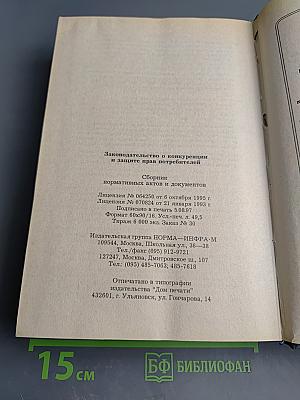 Законодательство о конкуренции
и защите прав потребителей
Сборник
нормативных актов и документов
Лицензия № 064250 от 6 октября 1995 г.
Лицензия № 070824 от 21 января 1993 г.
Подписано в печать 5.08.97
Формат 60х90/16. Усл.-печ. л. 49,5
Тираж 6 000 экз. Заказ № 30
Издательская группа НОРМА—ИНФРА·М
109544, Москва, Школьная ул., 36—38
Тел./факс (095) 912-9721
127247, Москва, Дмитровское ш., 107
Тел.: (095) 485-7063; 485-7618
Отпечатано в типографии
издательства "Дом печати"
432601, г. Ульяновск, ул. Гончарова, 14
15 см
БФ БИБЛИОФАН